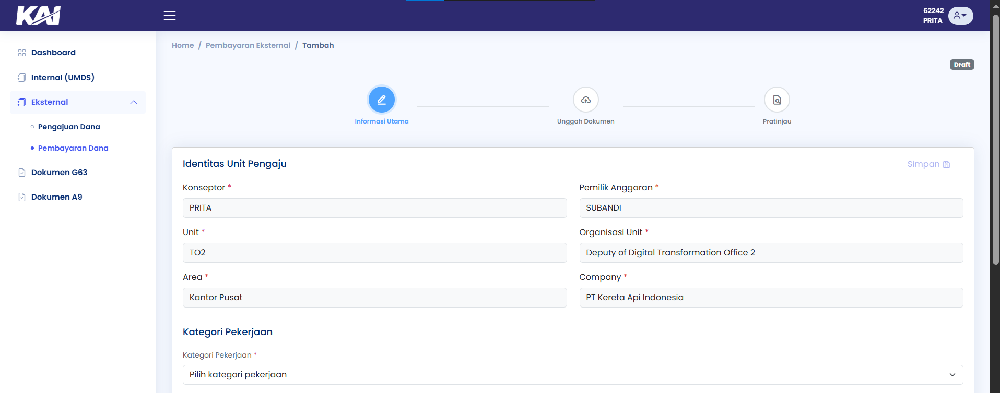 KAI
62242
PRITA
Dashboard
Internal (UMDS)
Eksternal
Pengajuan Dana
Pembayaran Dana
Dokumen G63
Dokumen A9
Home / Pembayaran Eksternal / Tambah
Draft
Informasi Utama
Unggah Dokumen
Pratinjau
Identitas Unit Pengaju
Simpan
Konseptor *
PRITA
Pemilik Anggaran *
SUBANDI
Unit *
TO2
Organisasi Unit *
Deputy of Digital Transformation Office 2
Area *
Kantor Pusat
Company *
PT Kereta Api Indonesia
Kategori Pekerjaan
Kategori Pekerjaan *
Pilih kategori pekerjaan